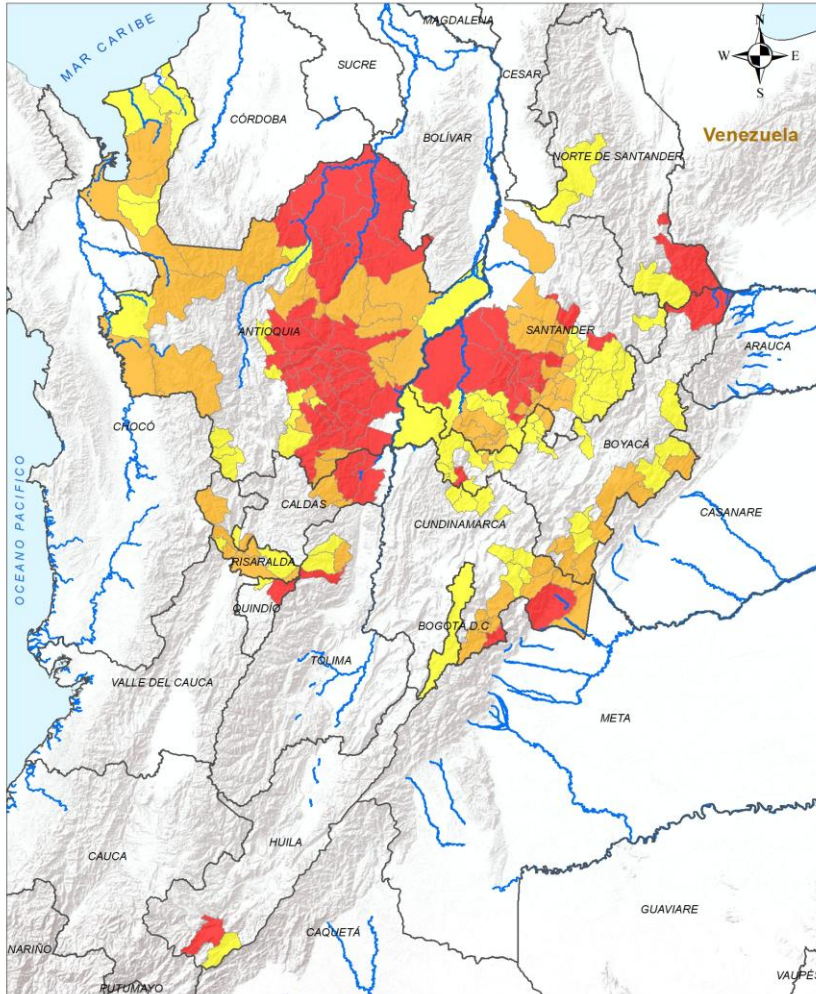 MAGDALENA
N
W E
S
MAR CARIBE
SUCRE
CESAR
CÓRDOBA
BOLÍVAR
Venezuela
NORTE DE SANTANDER
ANTIOQUIA
SANTANDER
ARAUCA
CHOCÓ
BOYACÁ
OCEANO PACIFICO
CALDAS
CUNDINAMARCA
CASANARE
RISARALDA
QUINDÍO
BOGOTÁ, D.C
TOLIMA
VALLE DEL CAUCA
META
HUILA
CAUCA
GUAVIARE
CAQUETÁ
NARIÑO
PUTUMAYO
VAUPÉS